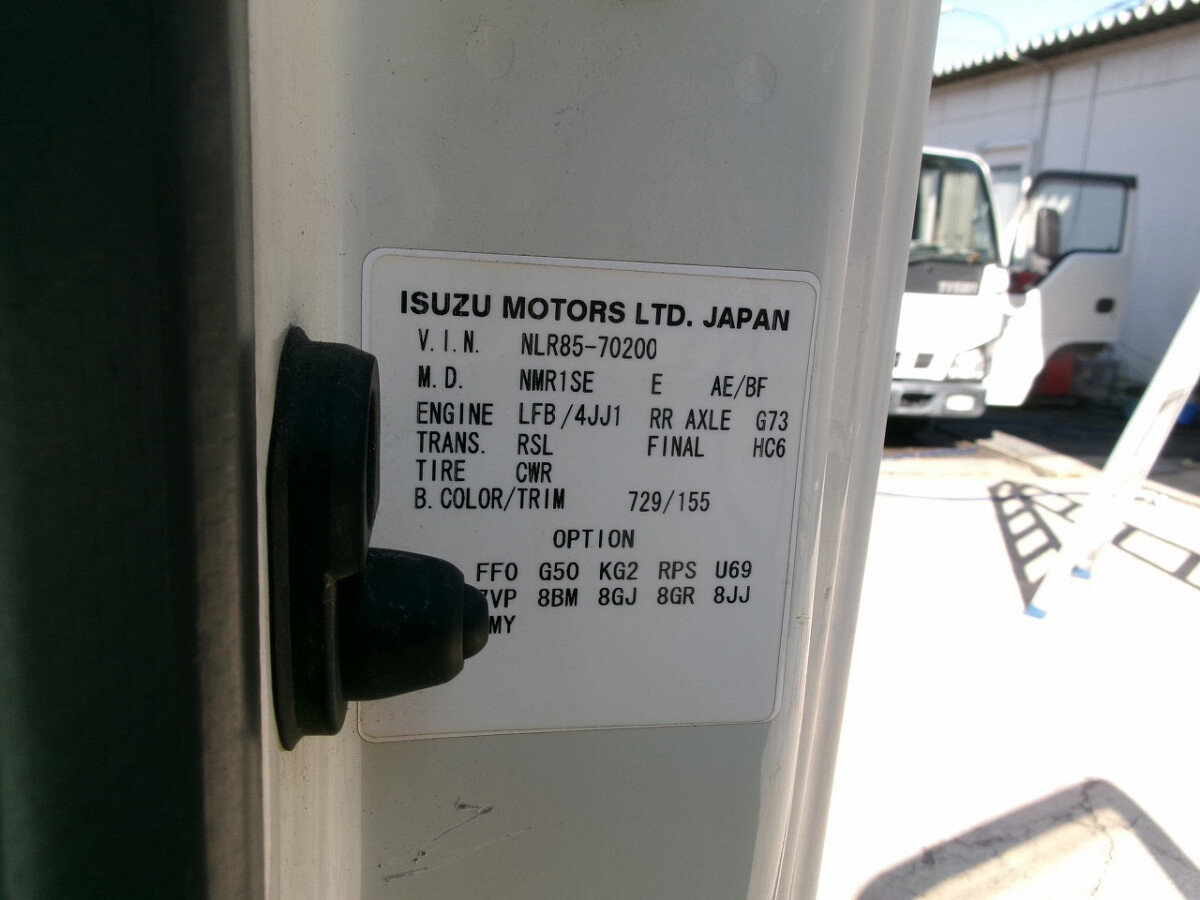 ISUZU MOTORS LTD. JAPAN
V.I.N. NLR85-70200
M.D. NMR1SE E AE/BF
ENGINE LFB/4JJ1 RR AXLE G73
TRANS. RSL FINAL HC6
TIRE CWR
B. COLOR/TRIM 729/155
OPTION
FF0 G50 KG2 RPS U69
8BM 8GJ 8GR 8JJ